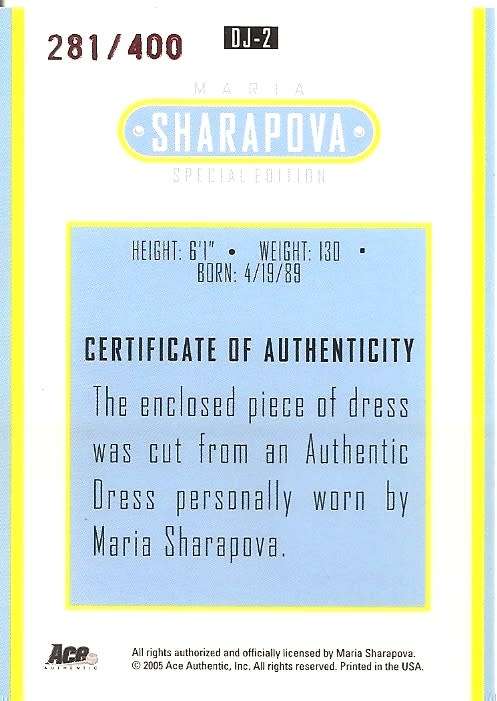 281/400
DJ-2
MARIA
SHARAPOVA
SPECIAL EDITION
HEIGHT: 6'1" • WEIGHT: 130 •
BORN: 4/19/89
CERTIFICATE OF AUTHENTICITY
The enclosed piece of dress
was cut from an Authentic
Dress personally worn by
Maria Sharapova.
Ace
AUTHENTIC
All rights authorized and officially licensed by Maria Sharapova.
© 2005 Ace Authentic, Inc. All rights reserved. Printed in the USA.